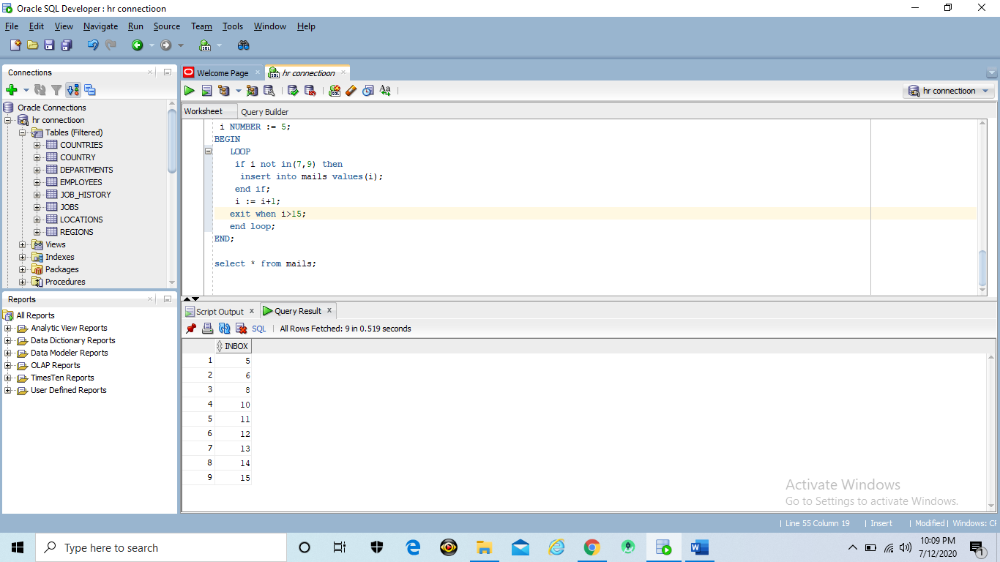 Oracle SQL Developer : hr connectioon
File Edit View Navigate Run Source Team Tools Window Help
Connections
Oracle Connections
hr connectioon
Tables (Filtered)
COUNTRIES
COUNTRY
DEPARTMENTS
EMPLOYEES
JOB_HISTORY
JOBS
LOCATIONS
REGIONS
Views
Indexes
Packages
Procedures
Reports
All Reports
Analytic View Reports
Data Dictionary Reports
Data Modeler Reports
OLAP Reports
TimesTen Reports
User Defined Reports
Welcome Page hr connectioon
hr connectioon
Worksheet Query Builder
i NUMBER := 5;
BEGIN
LOOP
if i not in(7,9) then
insert into mails values(i);
end if;
i := i+1;
exit when i>15;
end loop;
END;
select * from mails;
Script Output x Query Result x
SQL | All Rows Fetched: 9 in 0.519 seconds
INBOX
1 5
2 6
3 8
4 10
5 11
6 12
7 13
8 14
9 15
Activate Windows
Go to Settings to activate Windows.
| Line 55 Column 19 | Insert | Modified | Windows: CF
Type here to search
10:09 PM
7/12/2020
1